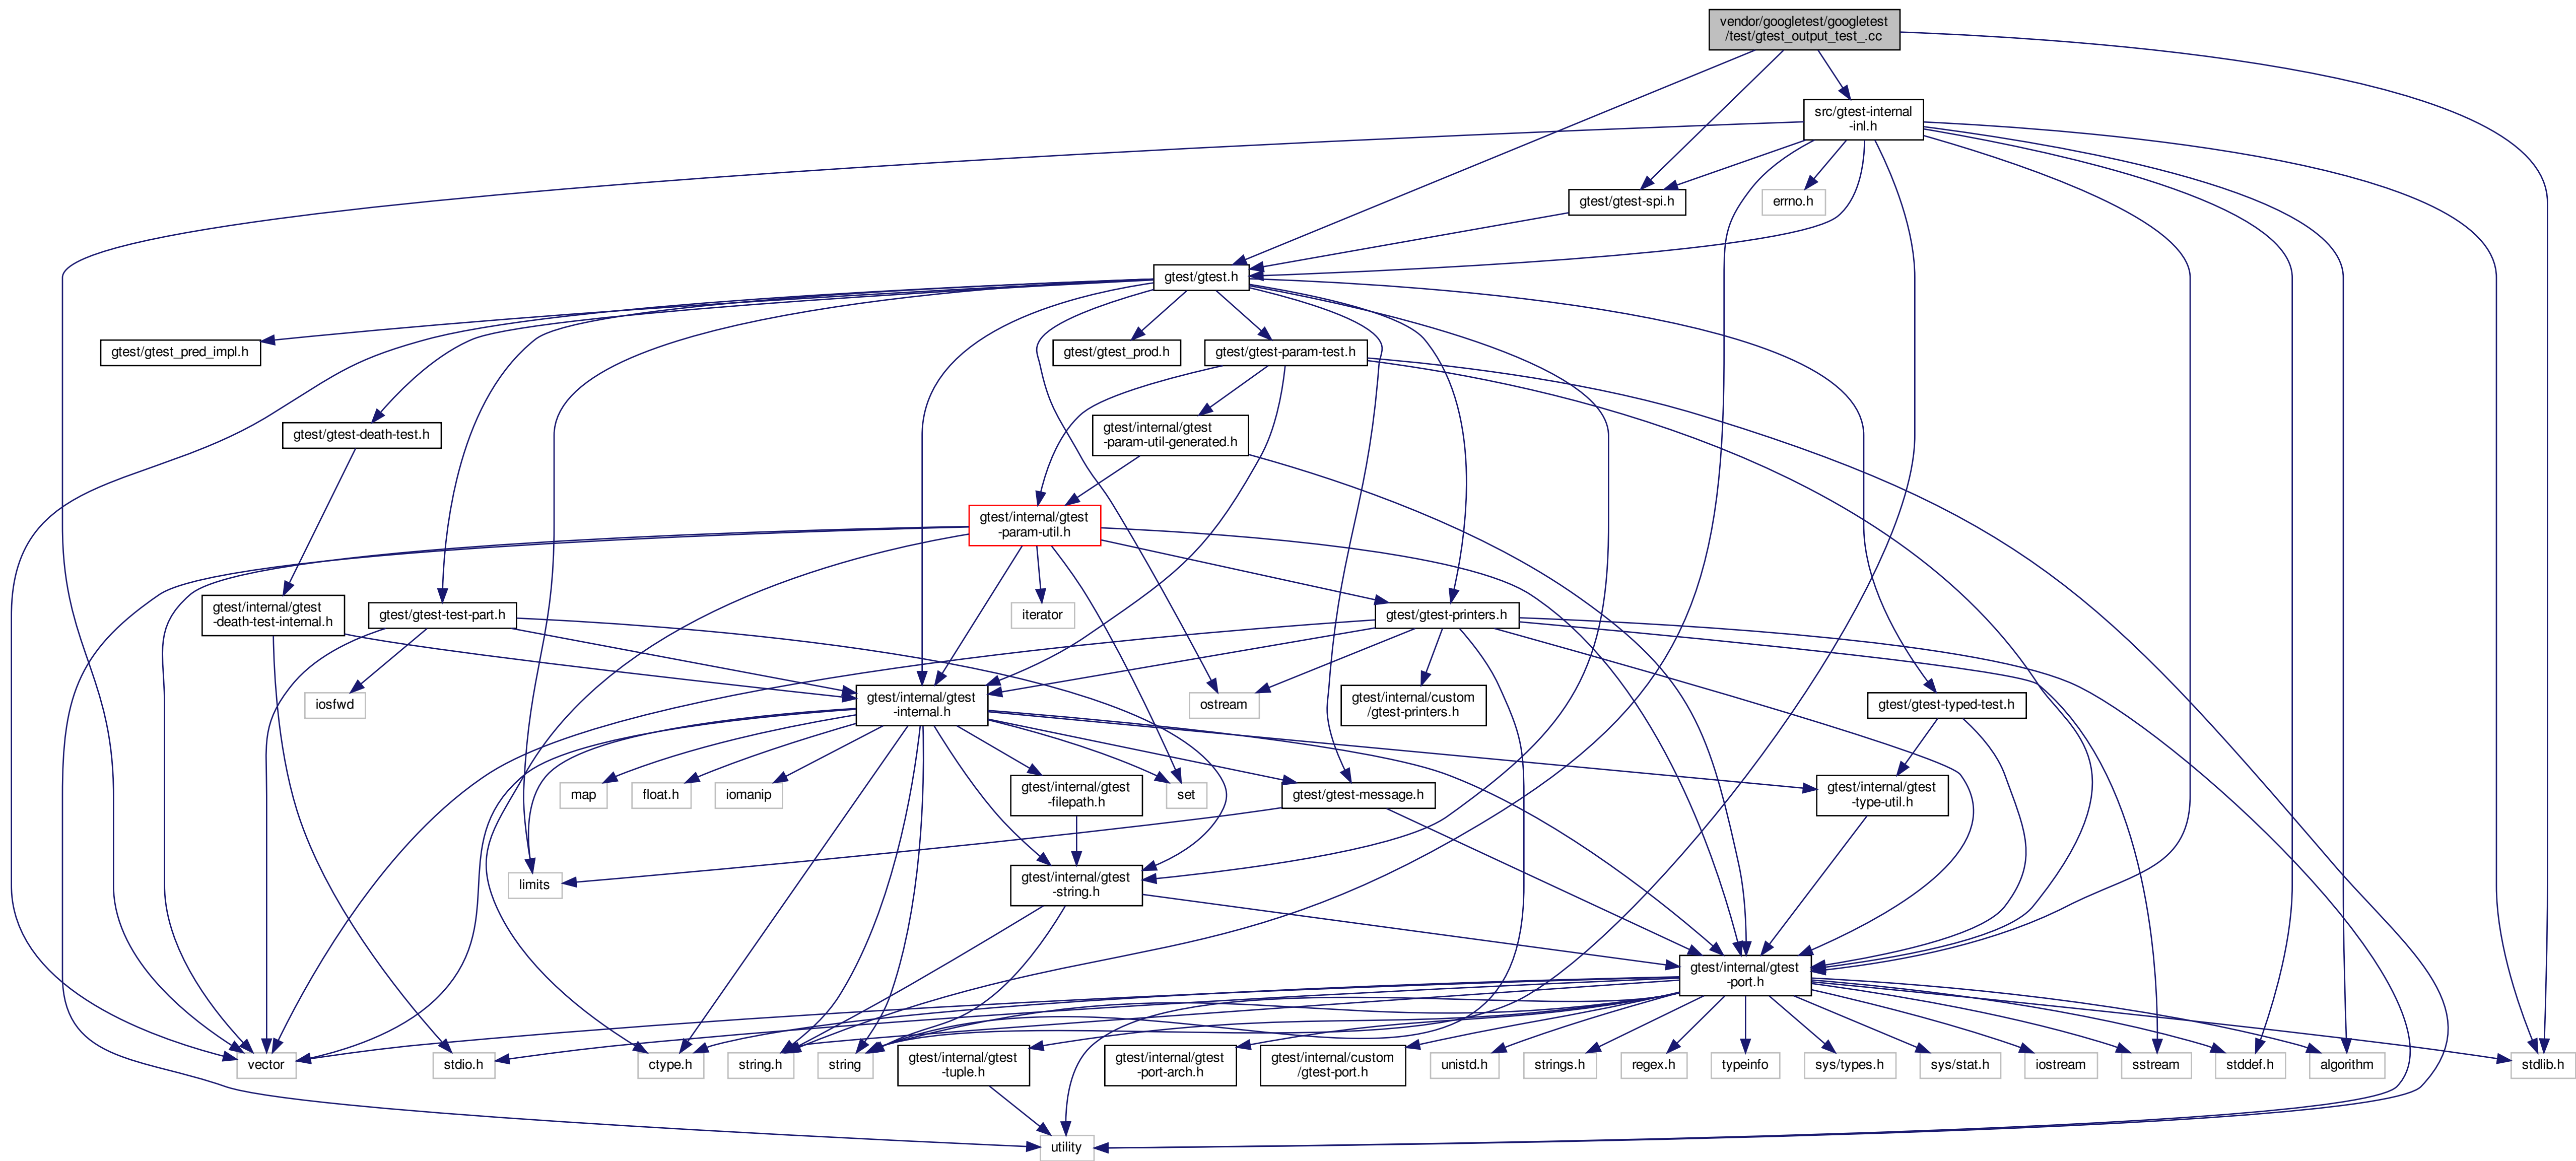 vendor/googletest/googletest
/test/gtest_output_test_.cc
src/gtest-internal
-inl.h
gtest/gtest-spi.h
errno.h
gtest/gtest.h
gtest/gtest_pred_impl.h
gtest/gtest_prod.h
gtest/gtest-param-test.h
gtest/gtest-death-test.h
gtest/internal/gtest
-param-util-generated.h
gtest/internal/gtest
-param-util.h
gtest/internal/gtest
-death-test-internal.h
gtest/gtest-test-part.h
iterator
gtest/gtest-printers.h
iosfwd
gtest/internal/gtest
-internal.h
ostream
gtest/internal/custom
/gtest-printers.h
gtest/gtest-typed-test.h
map
float.h
iomanip
gtest/internal/gtest
-filepath.h
set
gtest/gtest-message.h
gtest/internal/gtest
-type-util.h
limits
gtest/internal/gtest
-string.h
gtest/internal/gtest
-port.h
vector
stdio.h
ctype.h
string.h
string
gtest/internal/gtest
-tuple.h
gtest/internal/gtest
-port-arch.h
gtest/internal/custom
/gtest-port.h
unistd.h
strings.h
regex.h
typeinfo
sys/types.h
sys/stat.h
iostream
sstream
stddef.h
algorithm
stdlib.h
utility